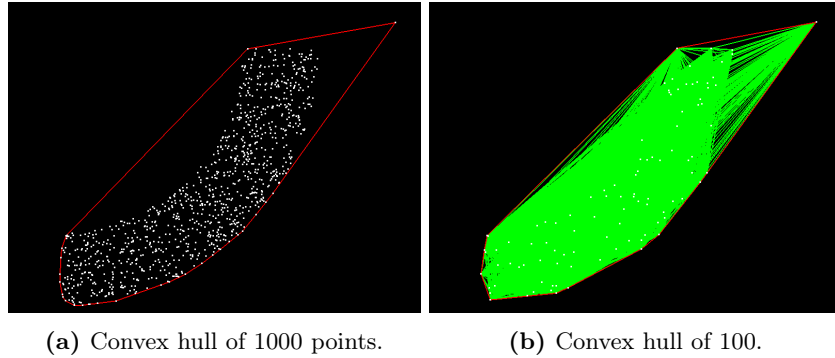 (a) Convex hull of 1000 points.
(b) Convex hull of 100.